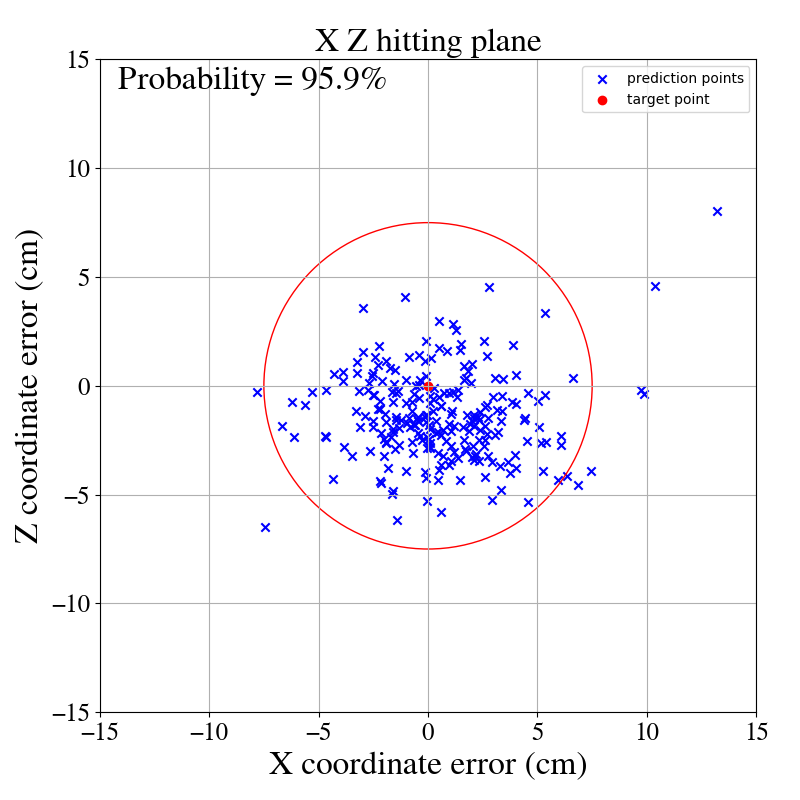 X Z hitting plane
Probability = 95.9%
prediction points
target point
Z coordinate error (cm)
15
10
5
0
−5
−10
−15
−15
−10
−5
0
5
10
15
X coordinate error (cm)